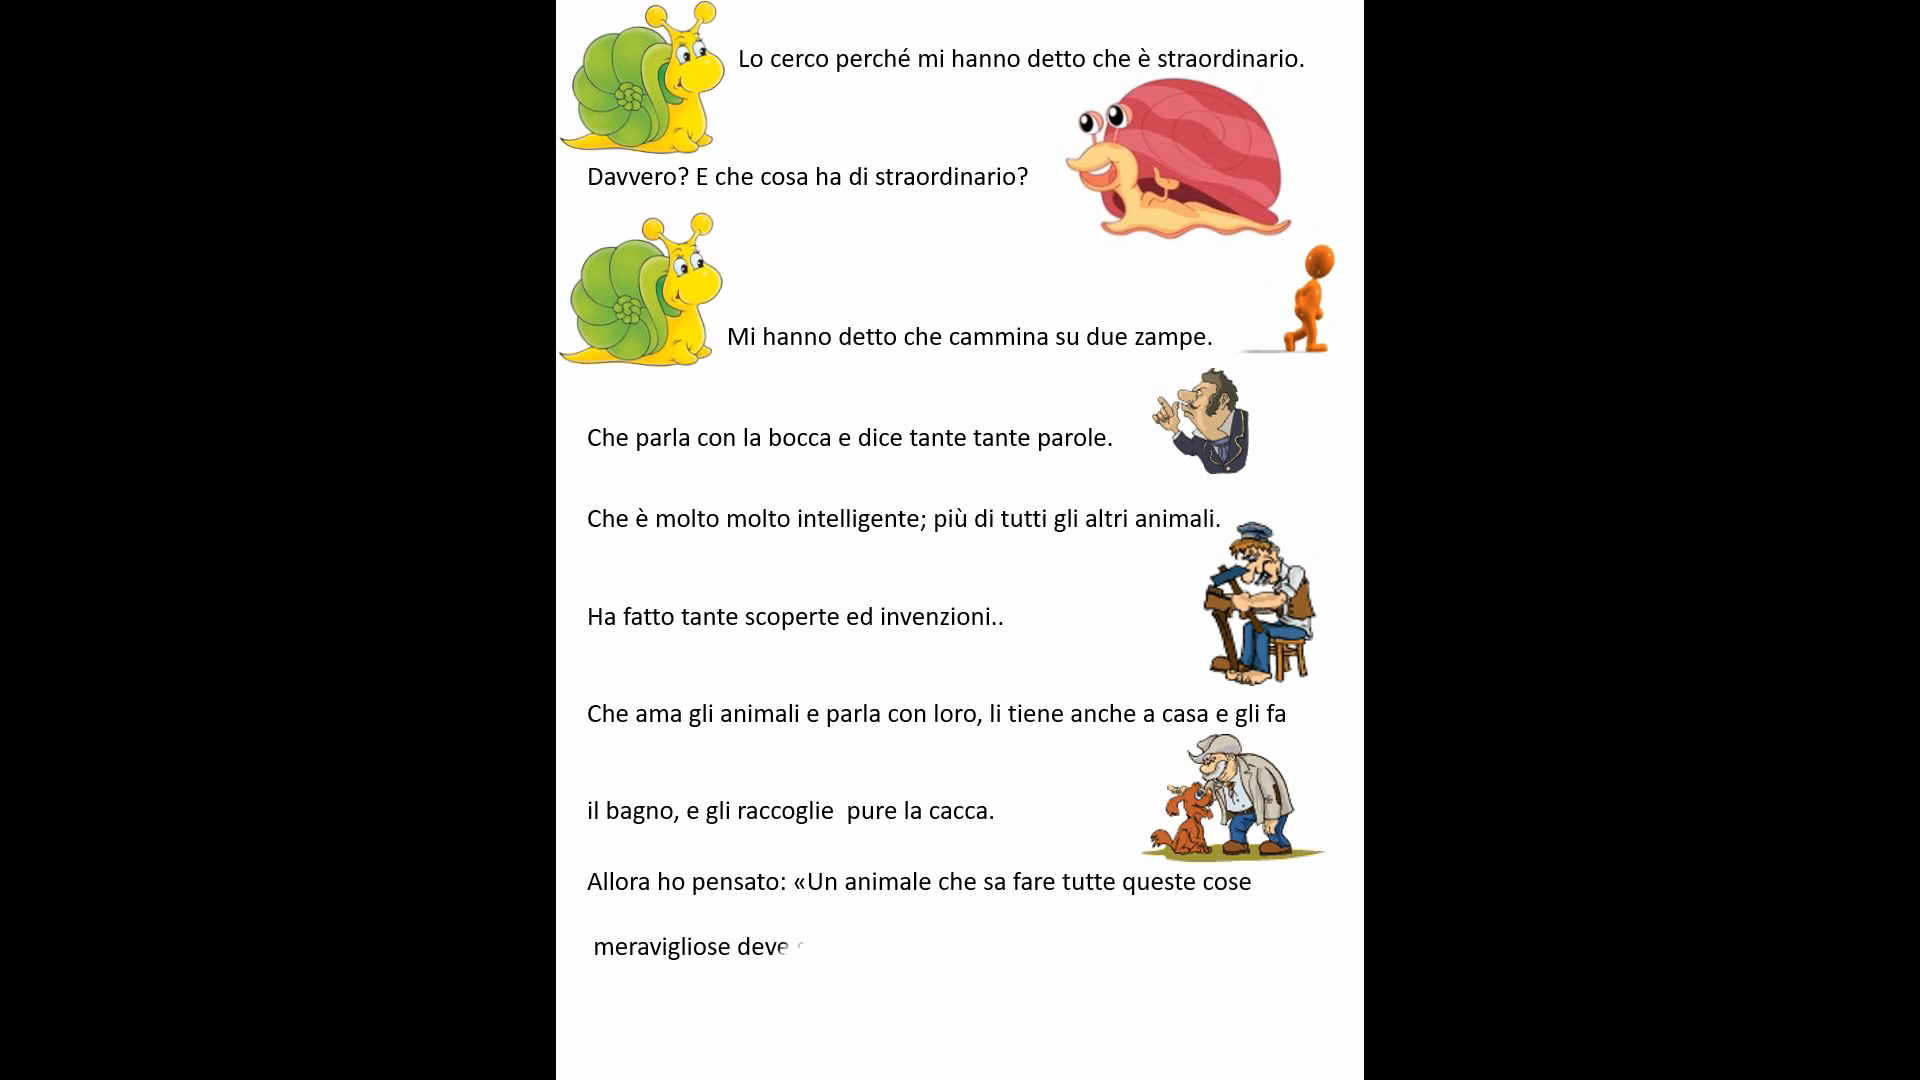 Lo cerco perché mi hanno detto che è straordinario.
Davvero? E che cosa ha di straordinario?
Mi hanno detto che cammina su due zampe.
Che parla con la bocca e dice tante tante parole.
Che è molto molto intelligente; più di tutti gli altri animali.
Ha fatto tante scoperte ed invenzioni..
Che ama gli animali e parla con loro, li tiene anche a casa e gli fa
il bagno, e gli raccoglie  pure la cacca.
Allora ho pensato: «Un animale che sa fare tutte queste cose
meravigliose deve